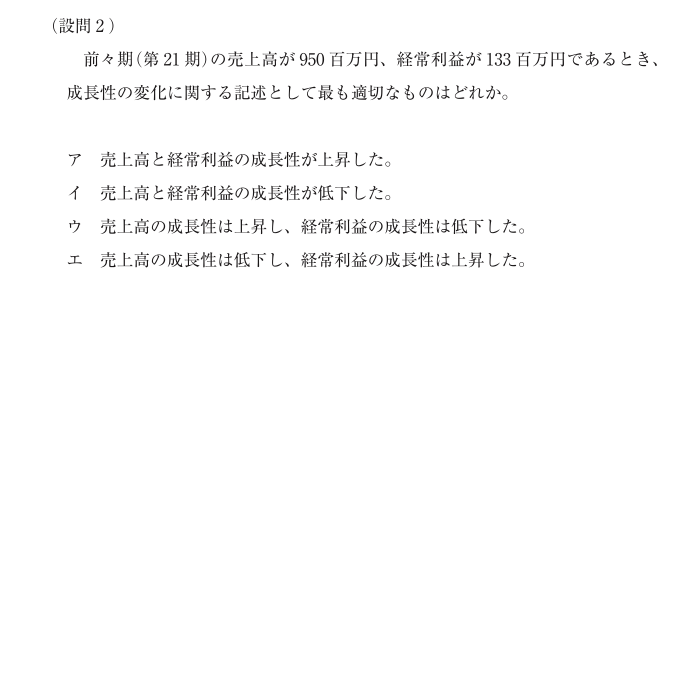 （設問２）
前々期（第 21 期）の売上高が 950 百万円、経常利益が 133 百万円であるとき、
成長性の変化に関する記述として最も適切なものはどれか。
ア　売上高と経常利益の成長性が上昇した。
イ　売上高と経常利益の成長性が低下した。
ウ　売上高の成長性は上昇し、経常利益の成長性は低下した。
エ　売上高の成長性は低下し、経常利益の成長性は上昇した。